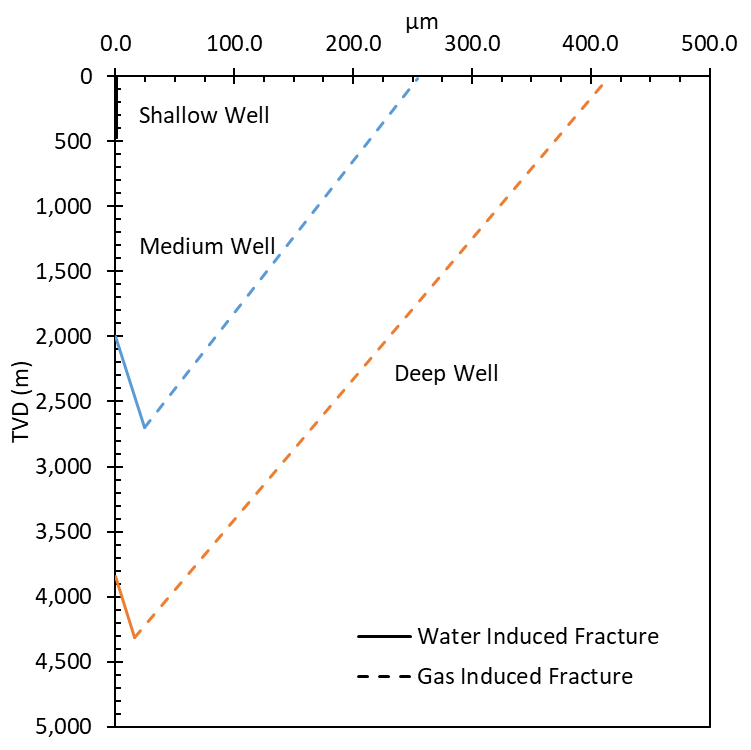 µm
0.0 100.0 200.0 300.0 400.0 500.0
0
Shallow Well
500
1,000
Medium Well
1,500
2,000
TVD (m)
Deep Well
2,500
3,000
3,500
4,000
Water Induced Fracture
4,500
Gas Induced Fracture
5,000